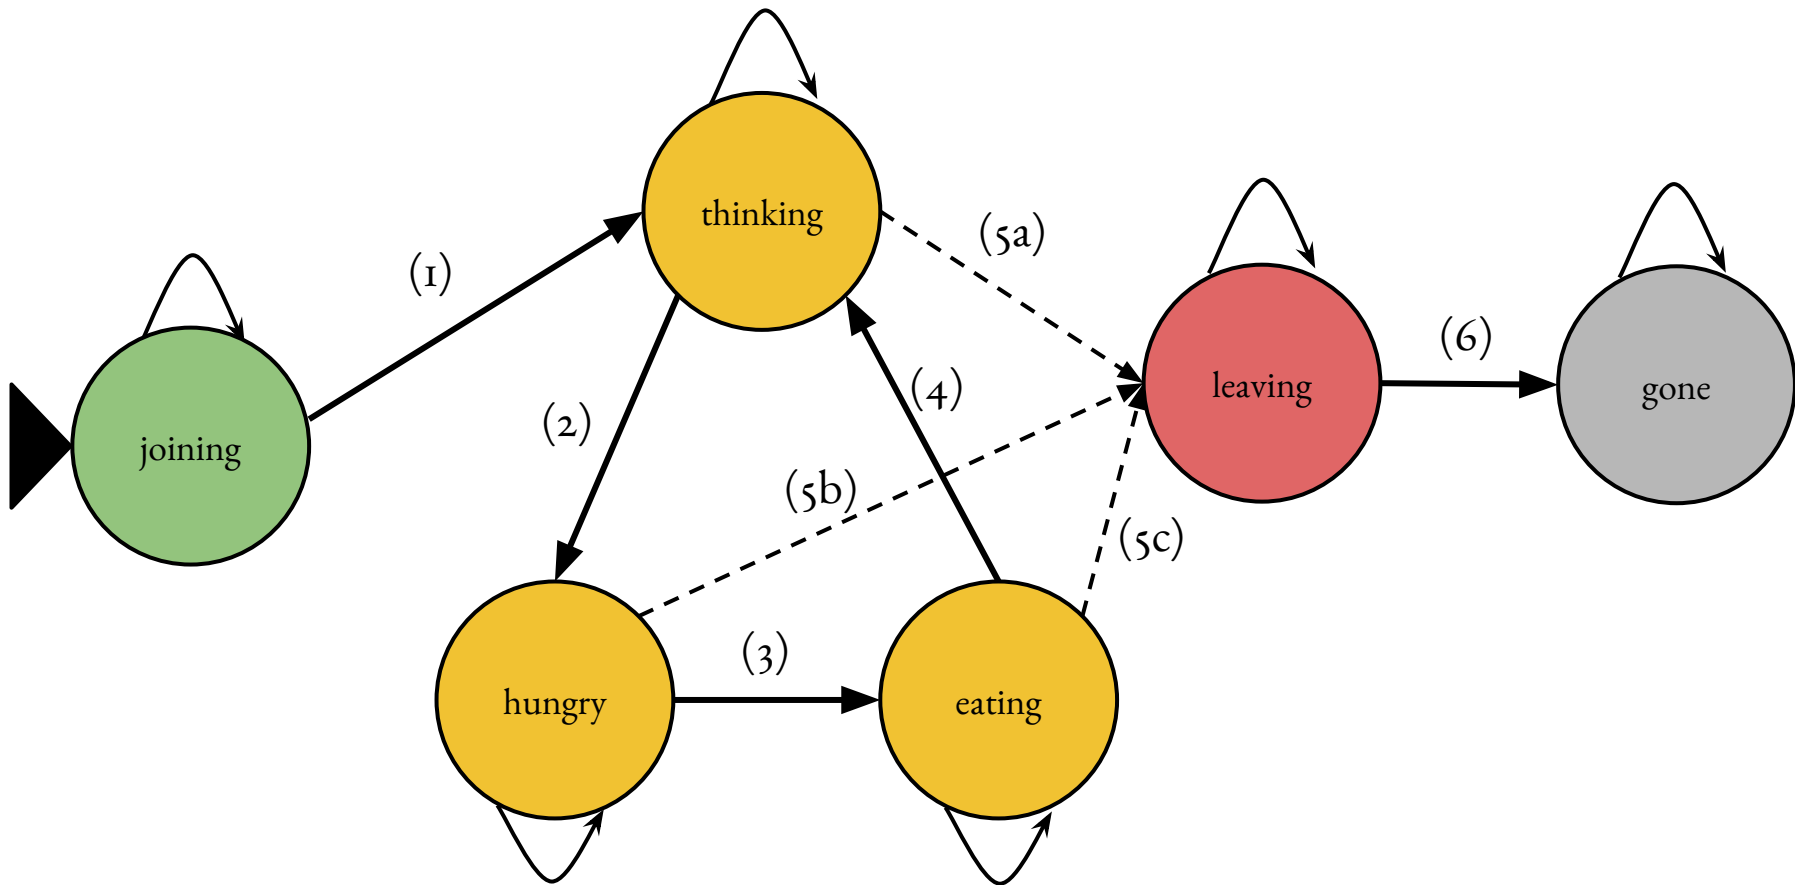 thinking
(5a)
(1)
joining
(2)
(4)
leaving
(6)
gone
(5b)
(5c)
hungry
(3)
eating